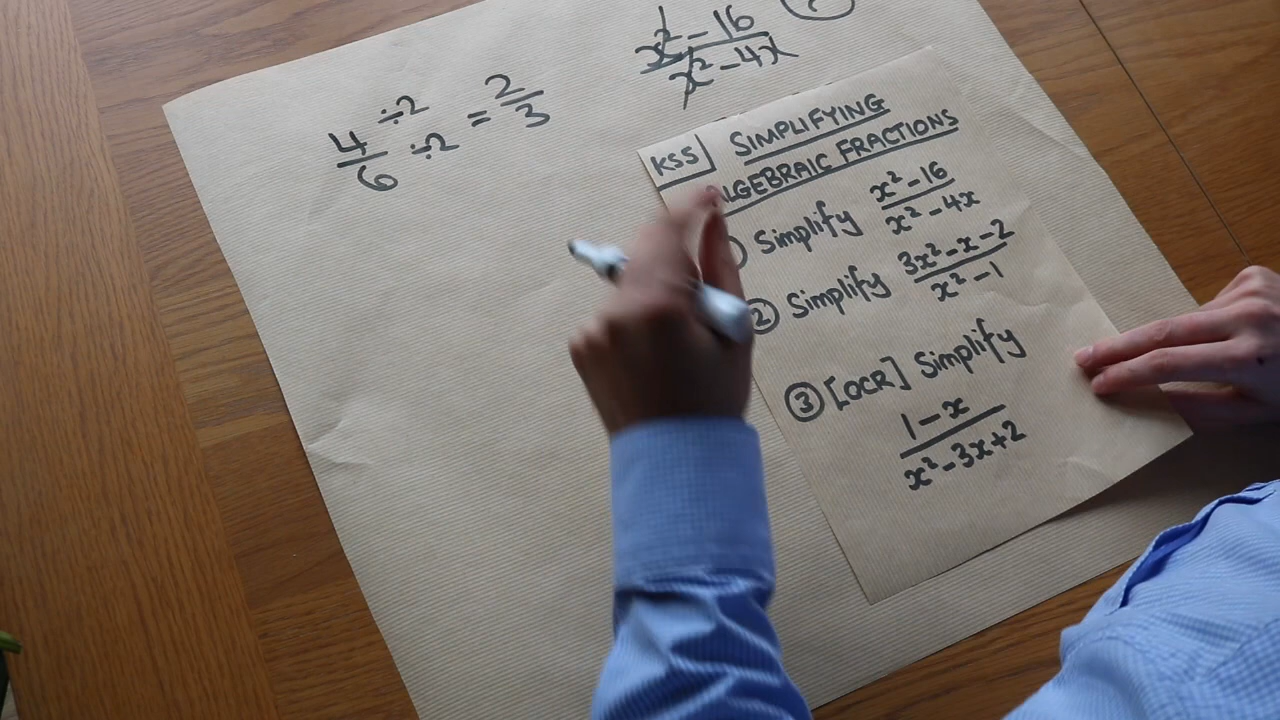 x² - 16
x² - 4x
4 ÷2 = 2
6 ÷2 3
KS5 SIMPLIFYING
ALGEBRAIC FRACTIONS
Simplify x² - 16
x² - 4x
② Simplify 3x² - x - 2
x² - 1
③ [OCR] Simplify
1 - x
x² - 3x + 2